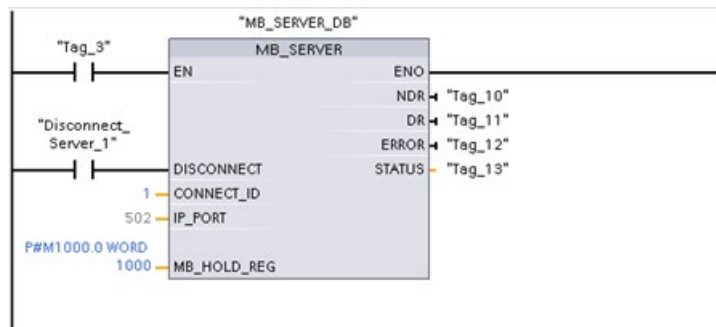 "MB_SERVER_DB"
"Tag_3"
MB_SERVER
EN
ENO
NDR
"Tag_10"
DR
"Tag_11"
"Disconnect_
Server_1"
ERROR
"Tag_12"
DISCONNECT
STATUS
"Tag_13"
1
CONNECT_ID
502
IP_PORT
P#M1000.0 WORD
1000
MB_HOLD_REG